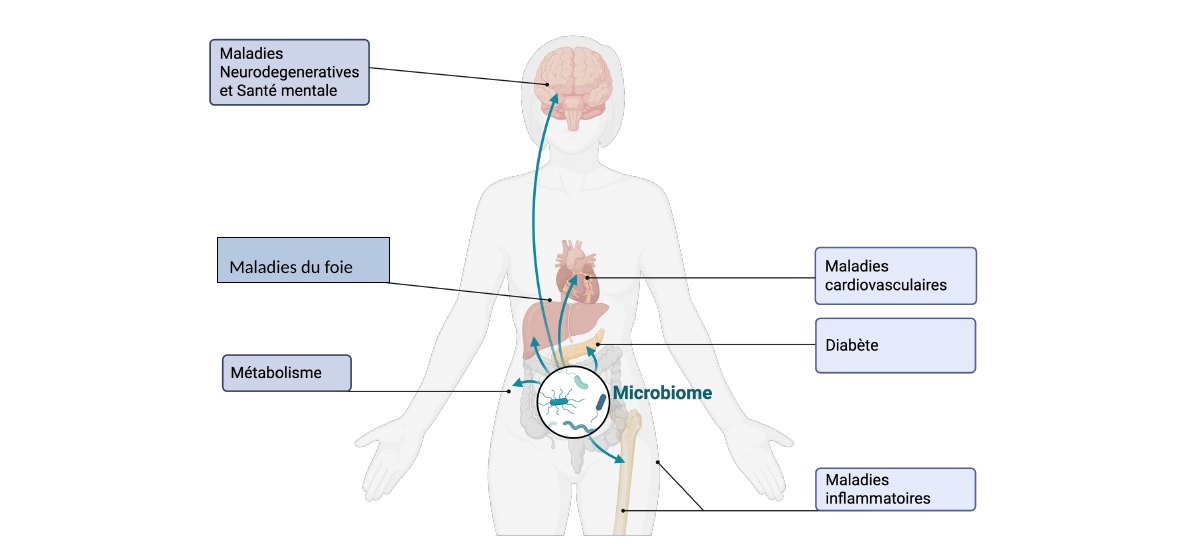 Maladies
Neurodegeneratives
et Santé mentale
Maladies du foie
Maladies
cardiovasculaires
Diabète
Métabolisme
Microbiome
Maladies
inflammatoires